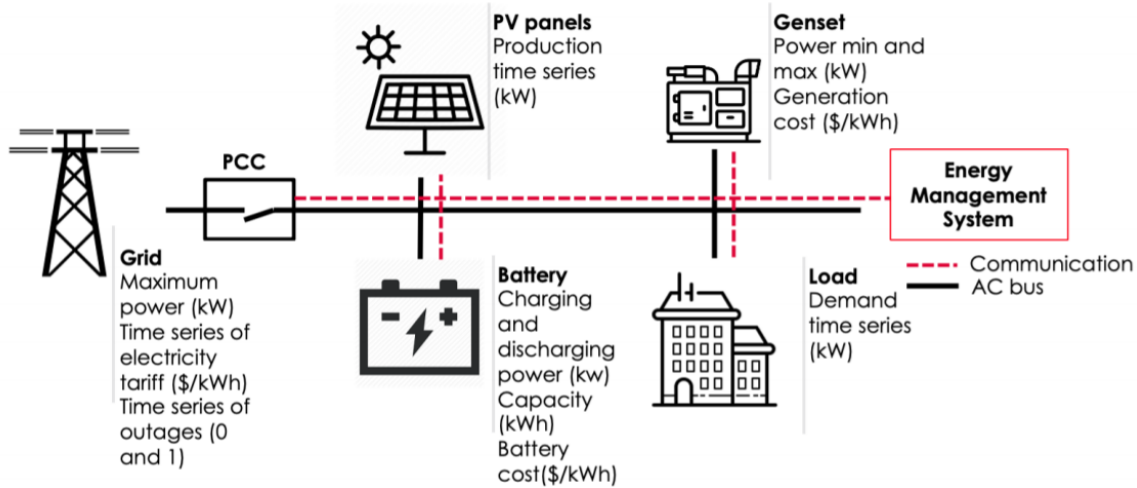 PV panels
Production
time series
(kW)
Genset
Power min and
max (kW)
Generation
cost ($/kWh)
PCC
Energy
Management
System
Grid
Maximum
power (kW)
Time series of
electricity
tariff ($/kWh)
Time series of
outages (0
and 1)
Battery
Charging
and
discharging
power (kw)
Capacity
(kWh)
Battery
cost($/kWh)
Load
Demand
time series
(kW)
Communication
AC bus